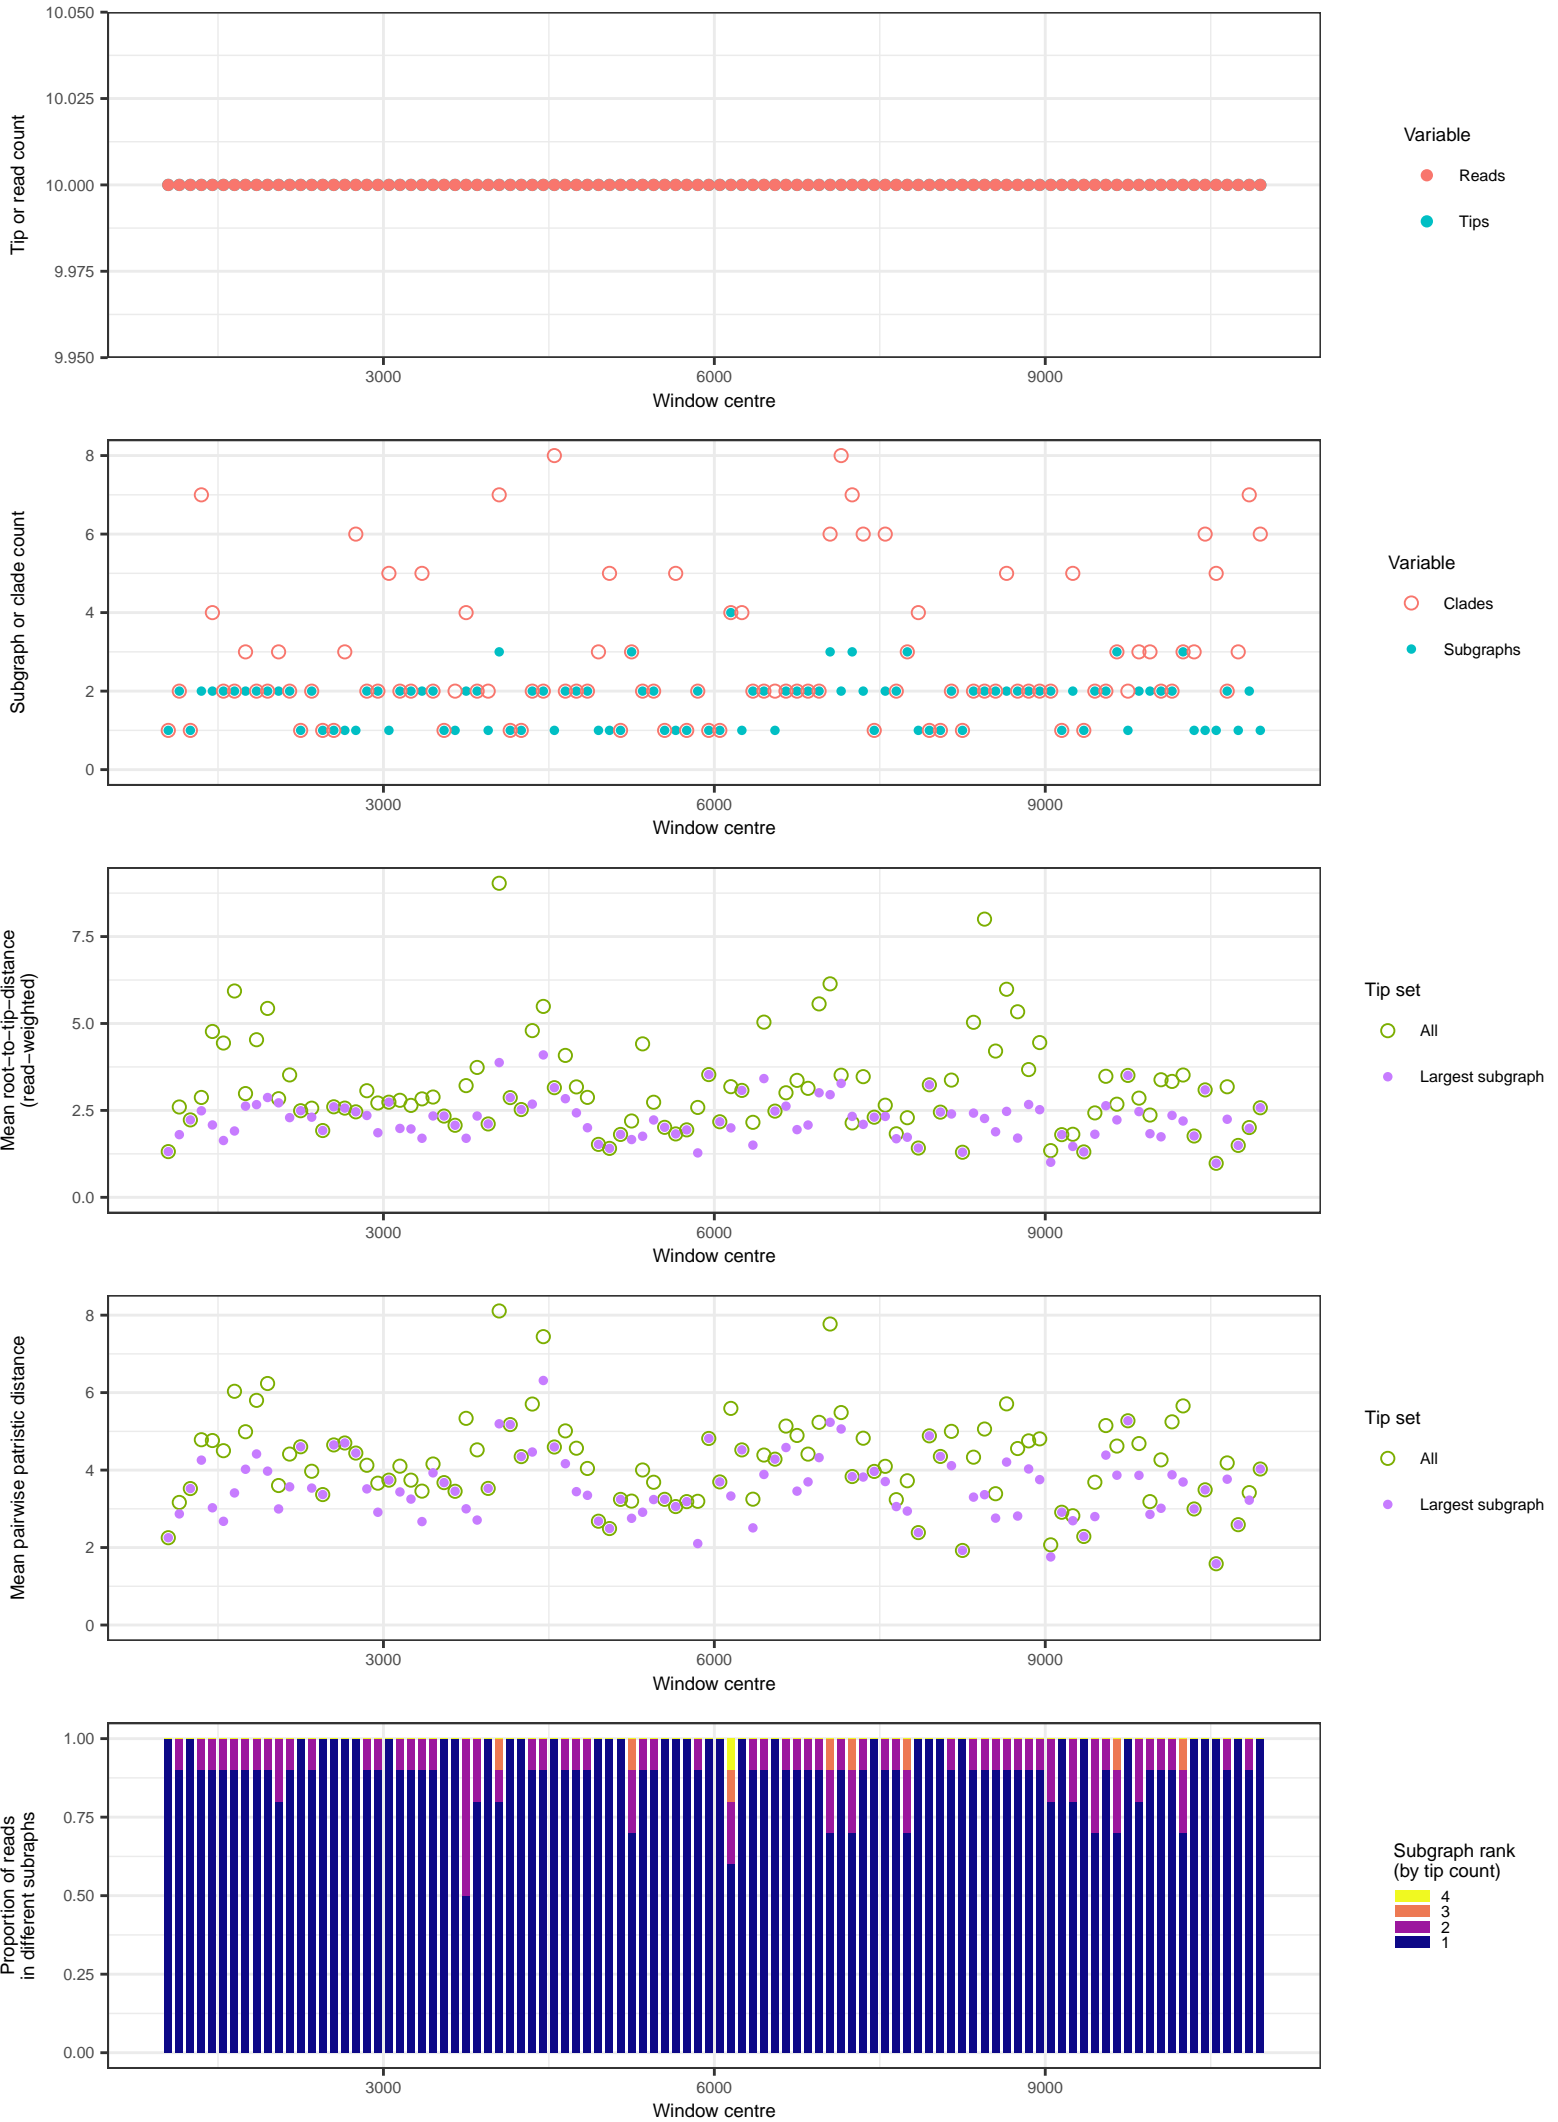 10.050
10.025
10.000
9.975
9.950
Tip or read count
3000 6000 9000
Window centre
Variable
Reads
Tips
8
6
4
2
0
Subgraph or clade count
3000 6000 9000
Window centre
Variable
Clades
Subgraphs
7.5
5.0
2.5
0.0
Mean root−to−tip−distance
(read−weighted)
3000 6000 9000
Window centre
Tip set
All
Largest subgraph
8
6
4
2
0
Mean pairwise patristic distance
3000 6000 9000
Window centre
Tip set
All
Largest subgraph
1.00
0.75
0.50
0.25
0.00
Proportion of reads
in different subraphs
3000 6000 9000
Window centre
Subgraph rank
(by tip count)
4
3
2
1